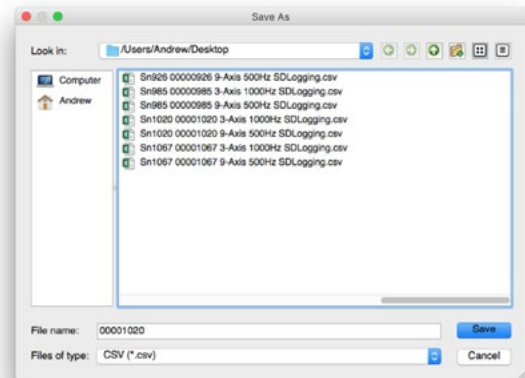 Save As
Look in:
/Users/Andrew/Desktop
Computer
Andrew
Sn926 00000926 9-Axis 500Hz SDLogging.csv
Sn985 00000985 3-Axis 1000Hz SDLogging.csv
Sn985 00000985 9-Axis 500Hz SDLogging.csv
Sn1020 00001020 3-Axis 1000Hz SDLogging.csv
Sn1020 00001020 9-Axis 500Hz SDLogging.csv
Sn1067 00001067 3-Axis 1000Hz SDLogging.csv
Sn1067 00001067 9-Axis 500Hz SDLogging.csv
File name:
00001020
Save
Files of type:
CSV (*.csv)
Cancel